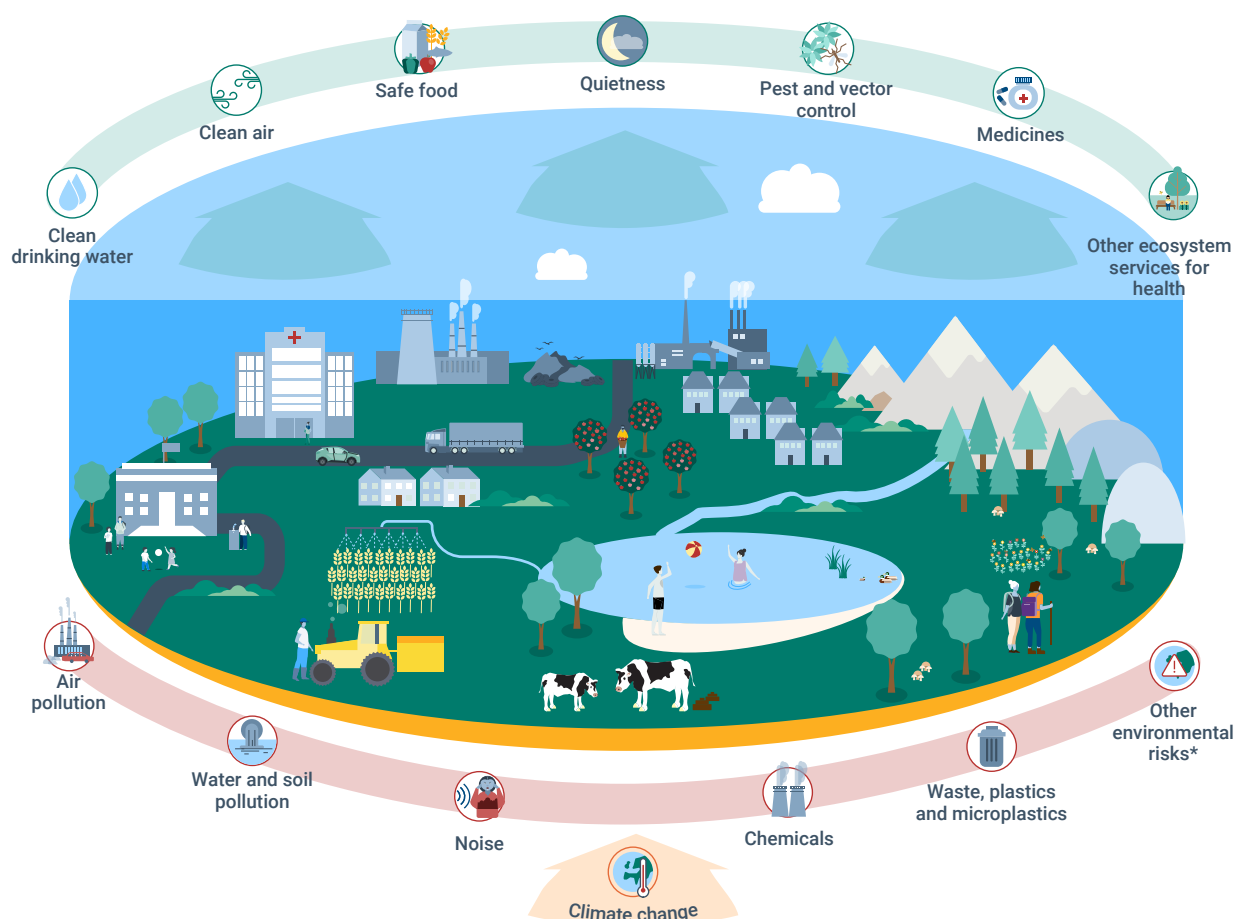 Safe food
Quietness
Pest and vector
control
Clean air
Medicines
Clean
drinking water
Other ecosystem
services for
health
Air
pollution
Other
environmental
risks*
Water and soil
pollution
Waste, plastics
and microplastics
Noise
Chemicals
Climate change